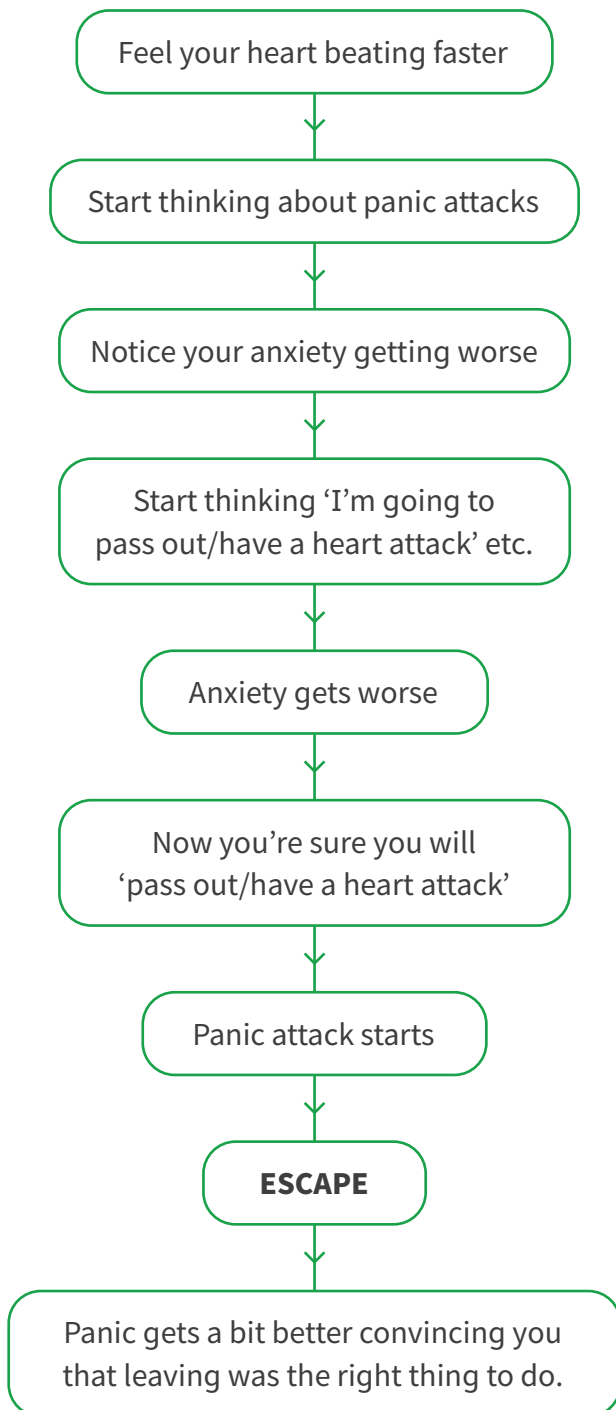 Feel your heart beating faster
Start thinking about panic attacks
Notice your anxiety getting worse
Start thinking ‘I’m going to
pass out/have a heart attack’ etc.
Anxiety gets worse
Now you’re sure you will
‘pass out/have a heart attack’
Panic attack starts
ESCAPE
Panic gets a bit better convincing you
that leaving was the right thing to do.